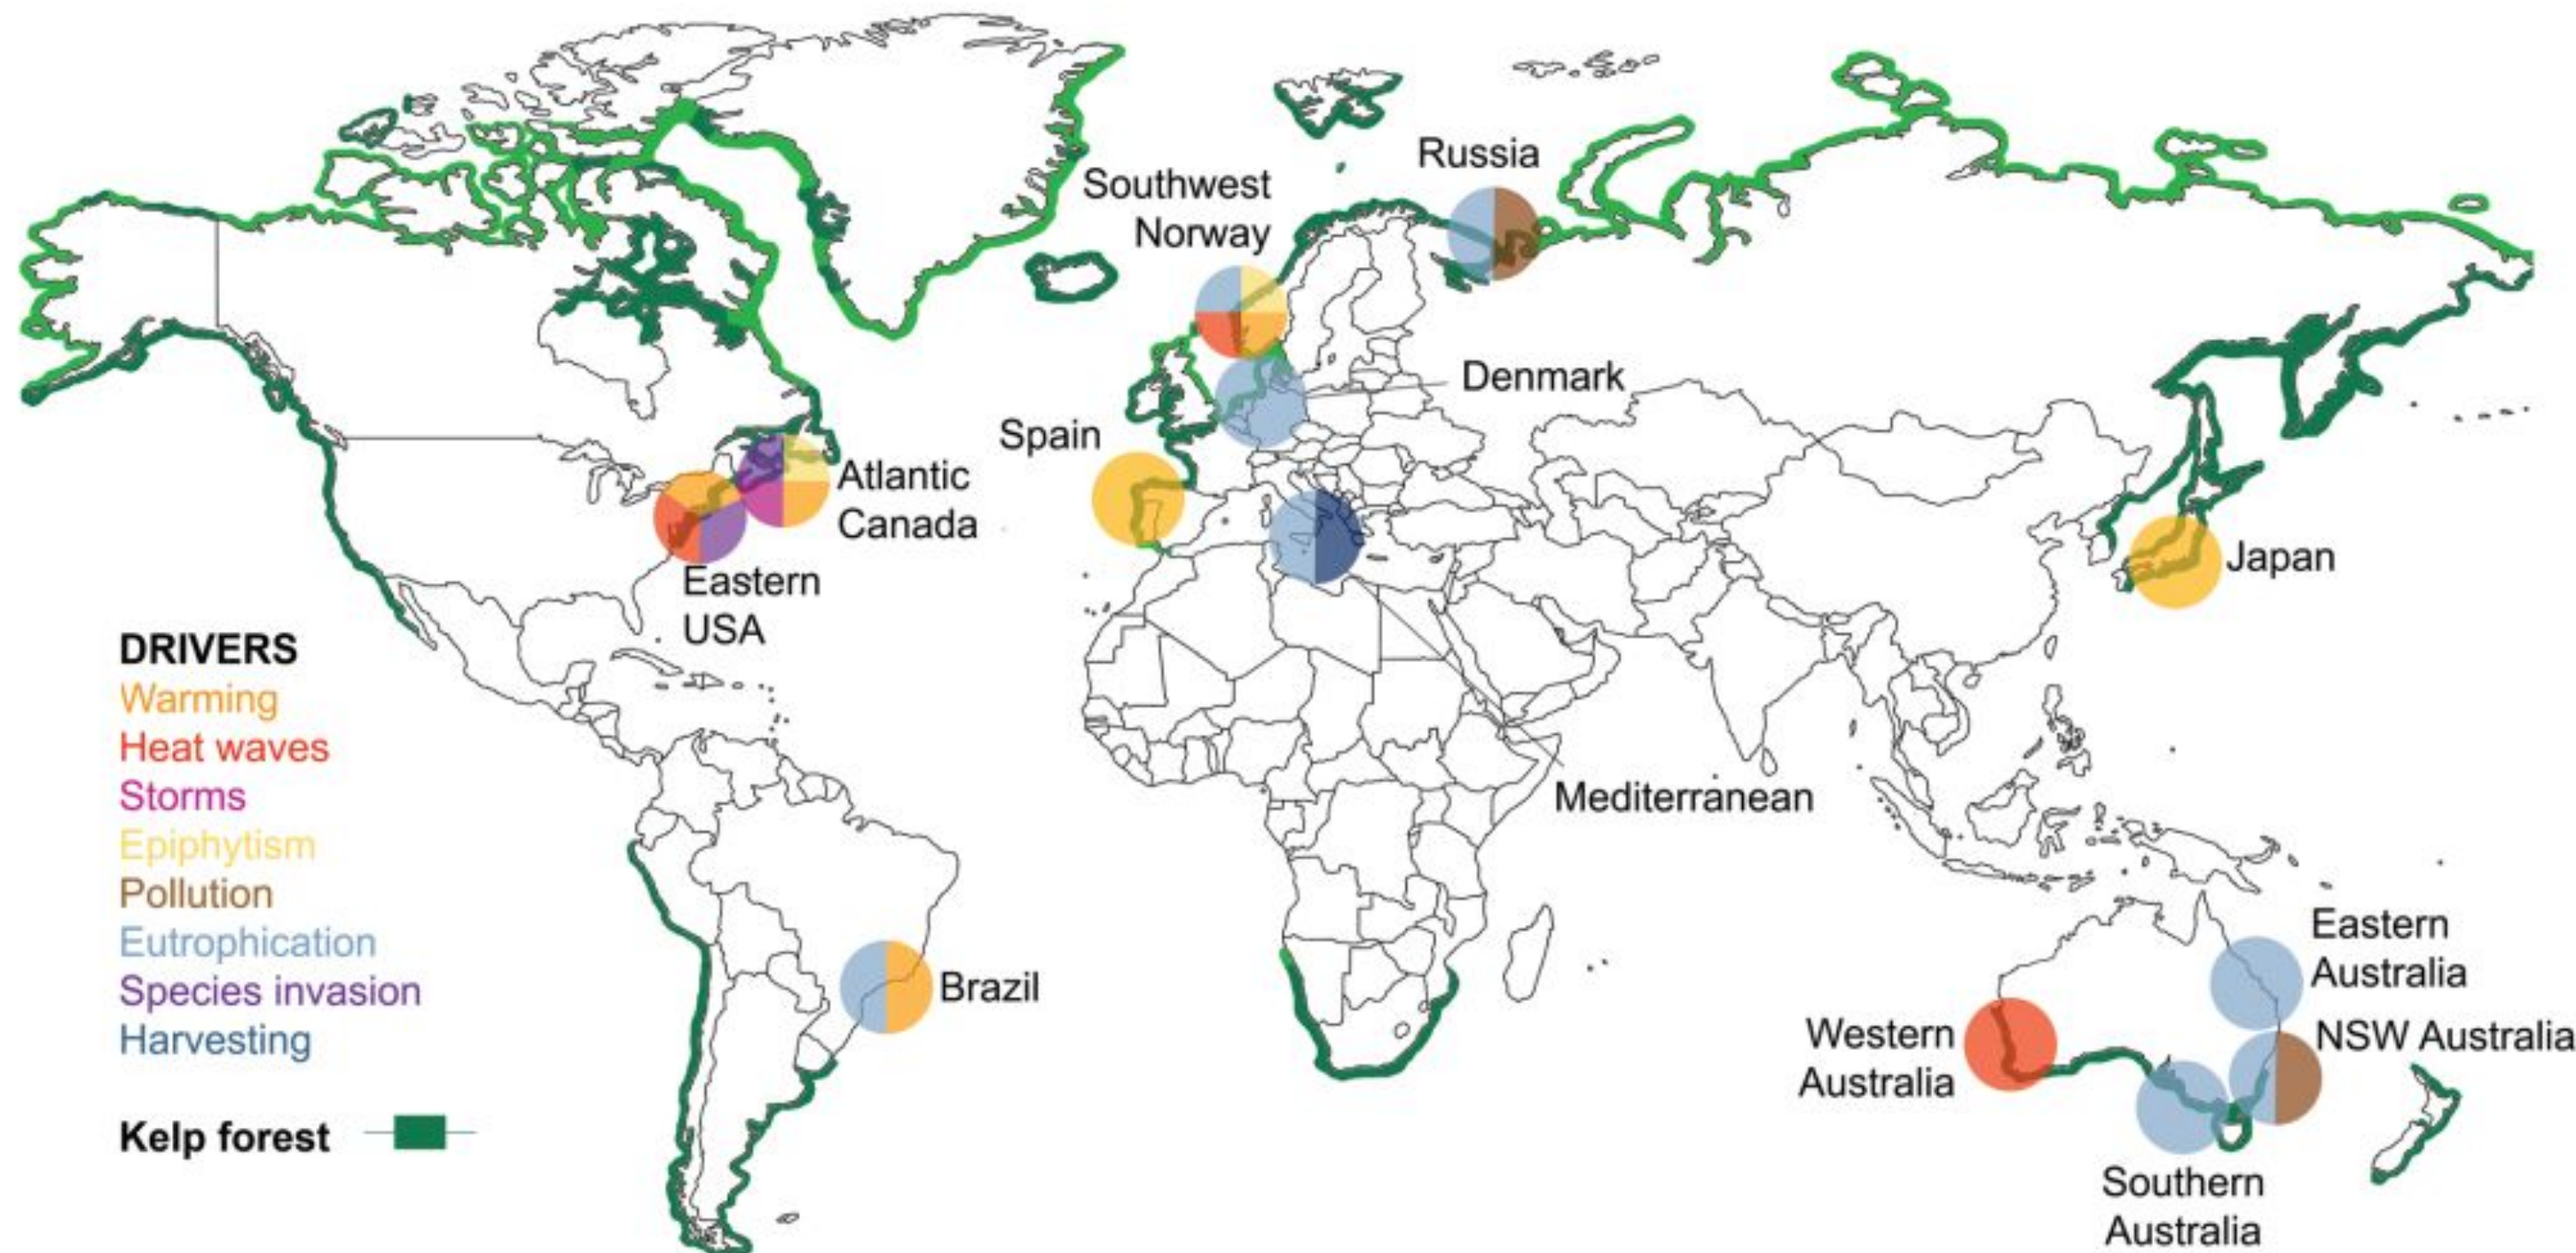 Russia
Southwest
Norway
Denmark
Spain
Atlantic
Canada
Japan
Eastern
USA
DRIVERS
Warming
Heat waves
Storms
Epiphytism
Pollution
Eutrophication
Species invasion
Harvesting
Kelp forest
Mediterranean
Brazil
Eastern
Australia
Western
Australia
NSW Australia
Southern
Australia